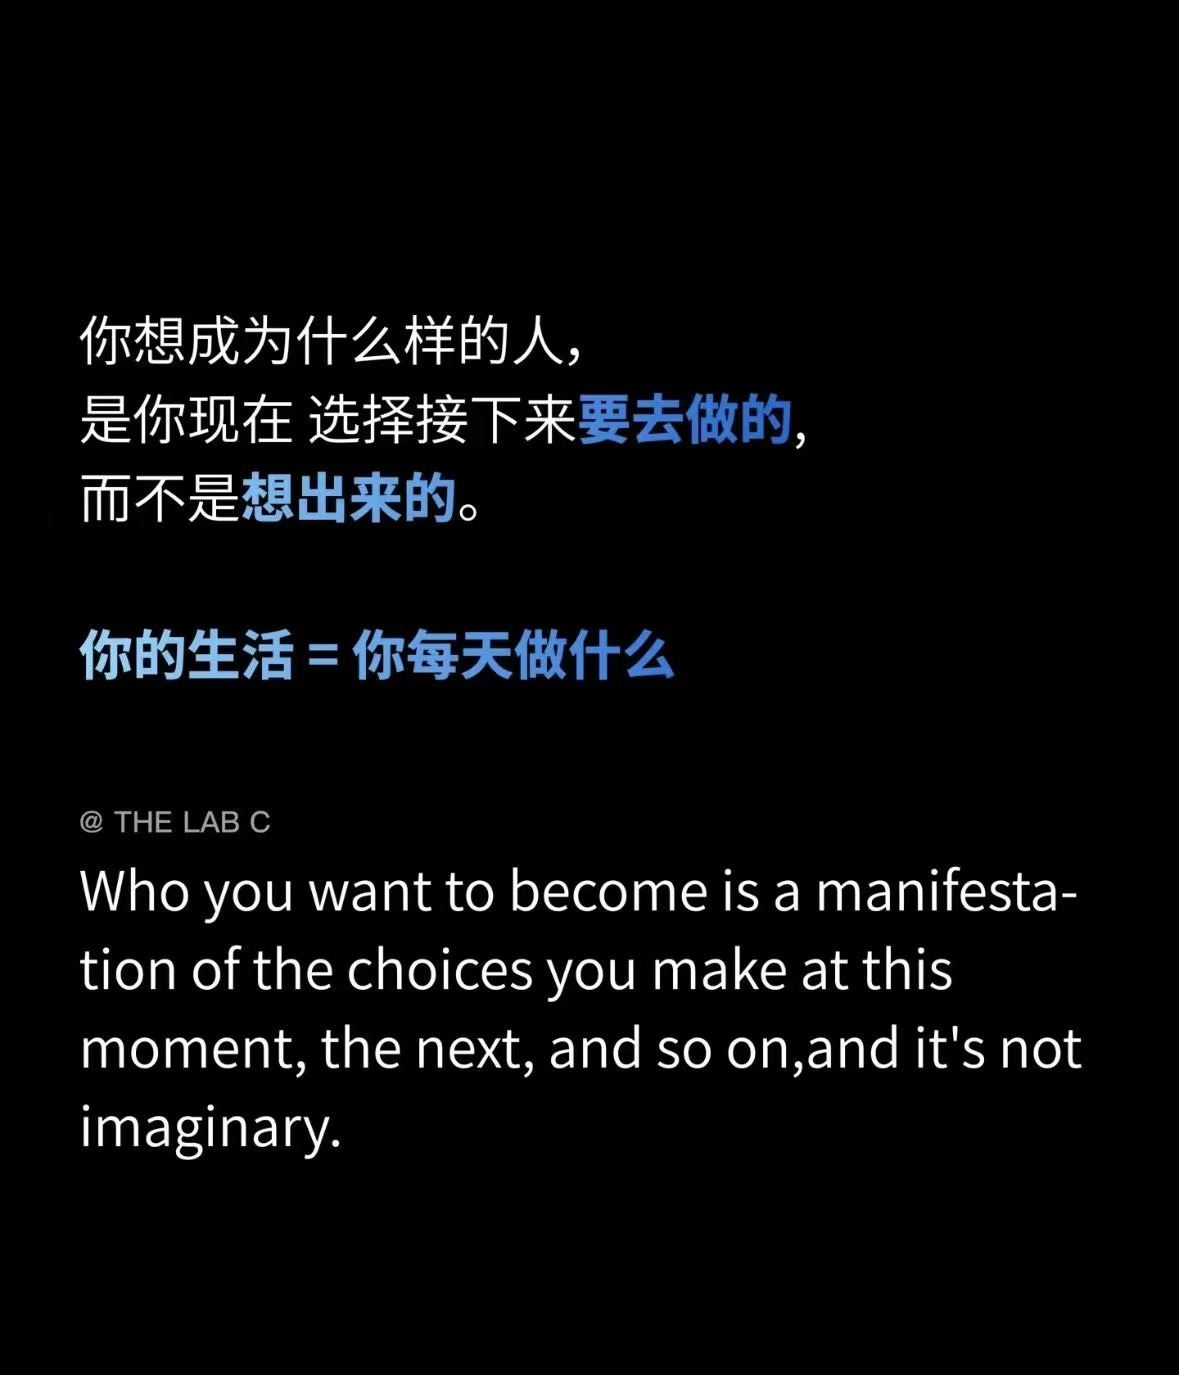 你想成为什么样的人，
是你现在 选择接下来要去做的，
而不是想出来的。
你的生活 = 你每天做什么
@ THE LAB C
Who you want to become is a manifesta-
tion of the choices you make at this
moment, the next, and so on,and it's not
imaginary.